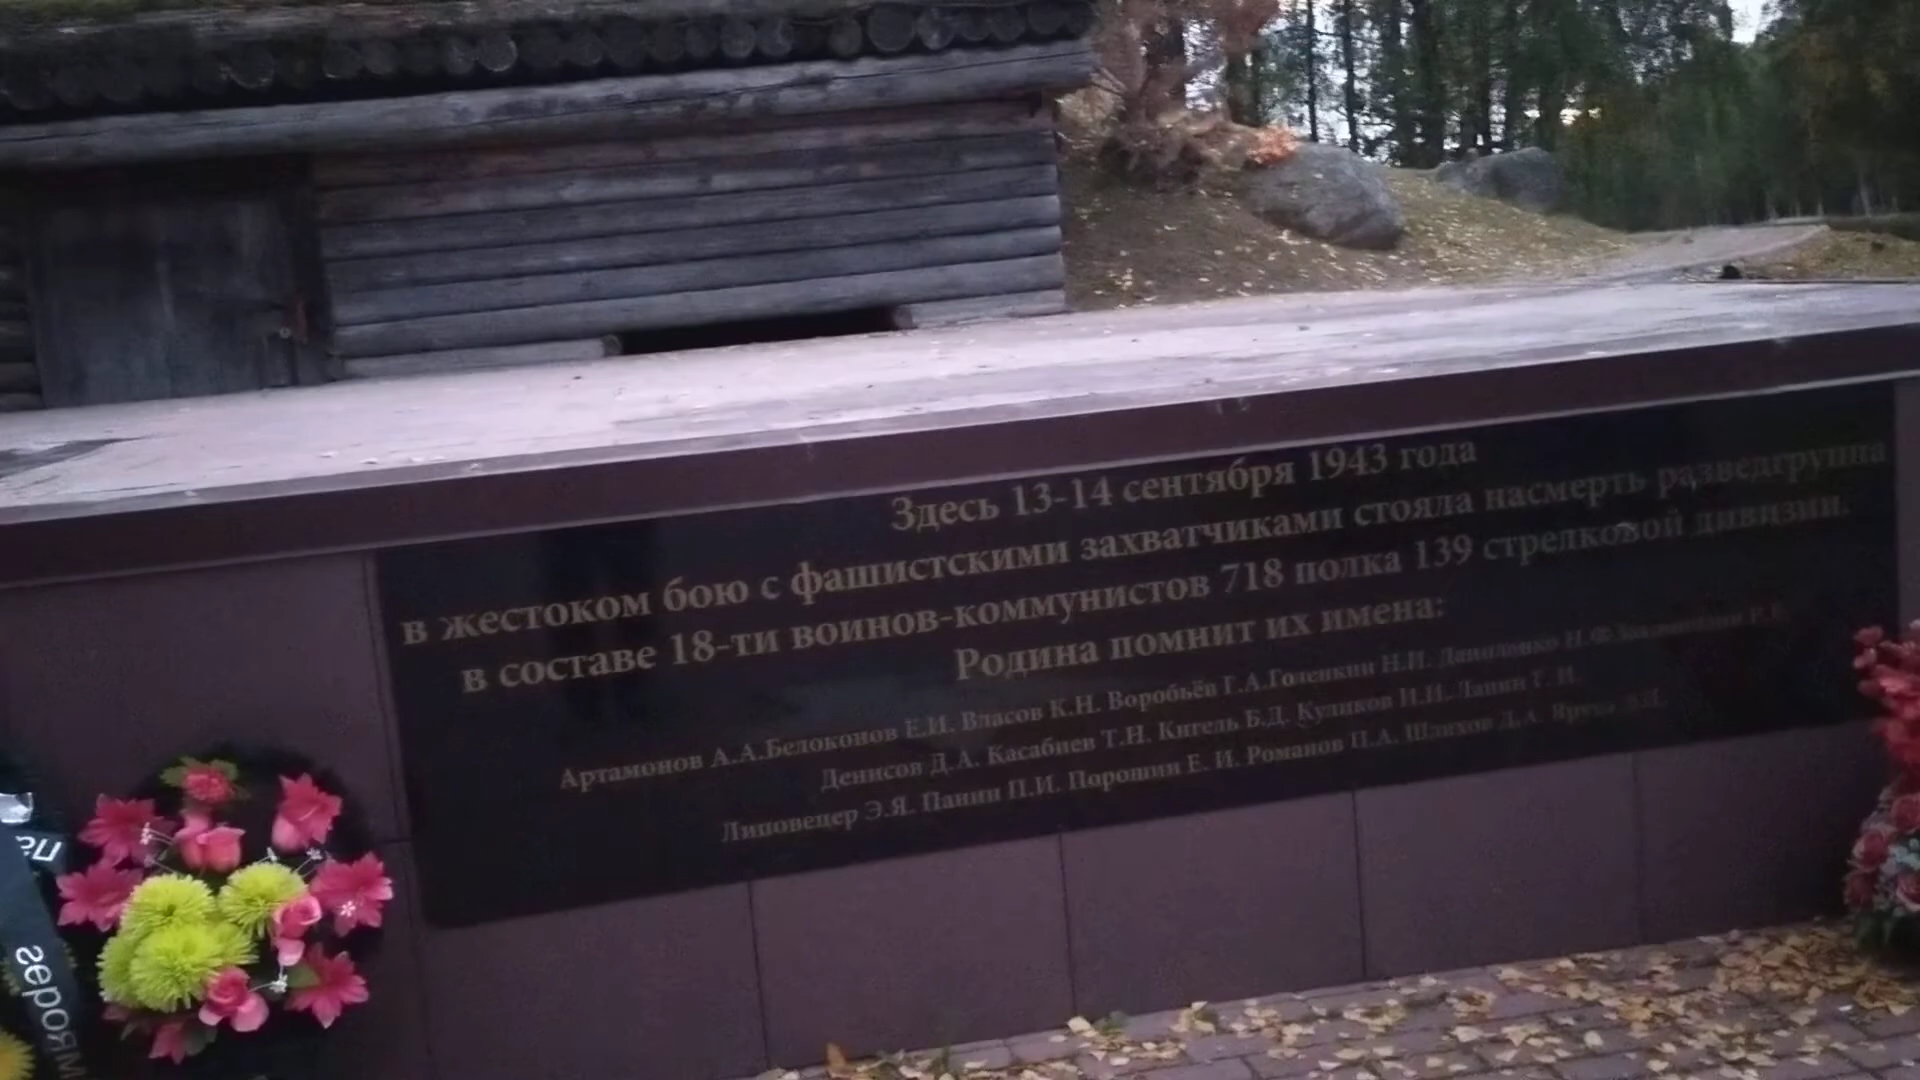 Здесь 13-14 сентября 1943 года
в жестоком бою с фашистскими захватчиками стояла насмерть разведгруппа
в составе 18-ти воинов-коммунистов 718 полка 139 стрелковой дивизии.
Родина помнит их имена:
Артамонов А.А.Белоконов Е.И. Власов К.Н. Воробьёв Г.А.Голенкин Н.И. Даниленко Н.Ф.
Денисов Д.А. Касабиев Т.Н. Китель Б.Д. Куликов И.И. Лапин Г. И.
Липовецер Э.Я. Панин П.И. Порошин Е. И. Романов П.А. Шаихов Д.А.